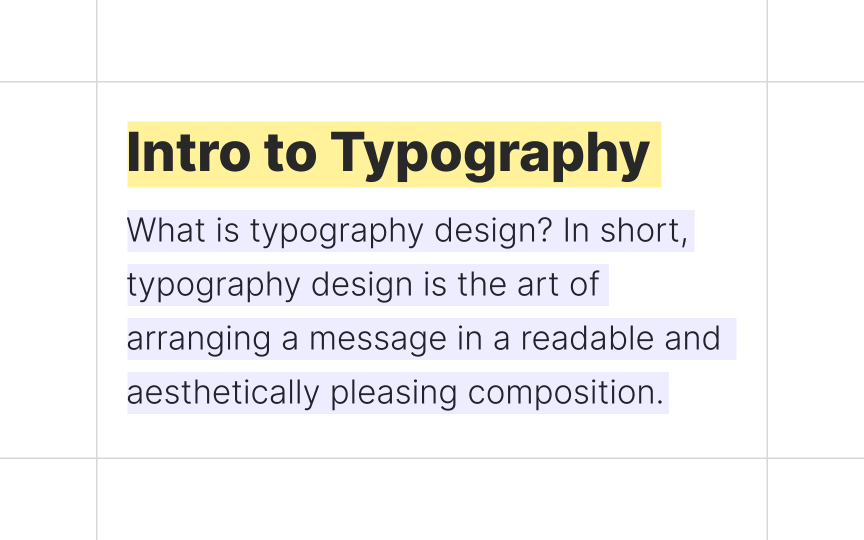 Intro to Typography
What is typography design? In short,
typography design is the art of
arranging a message in a readable and
aesthetically pleasing composition.